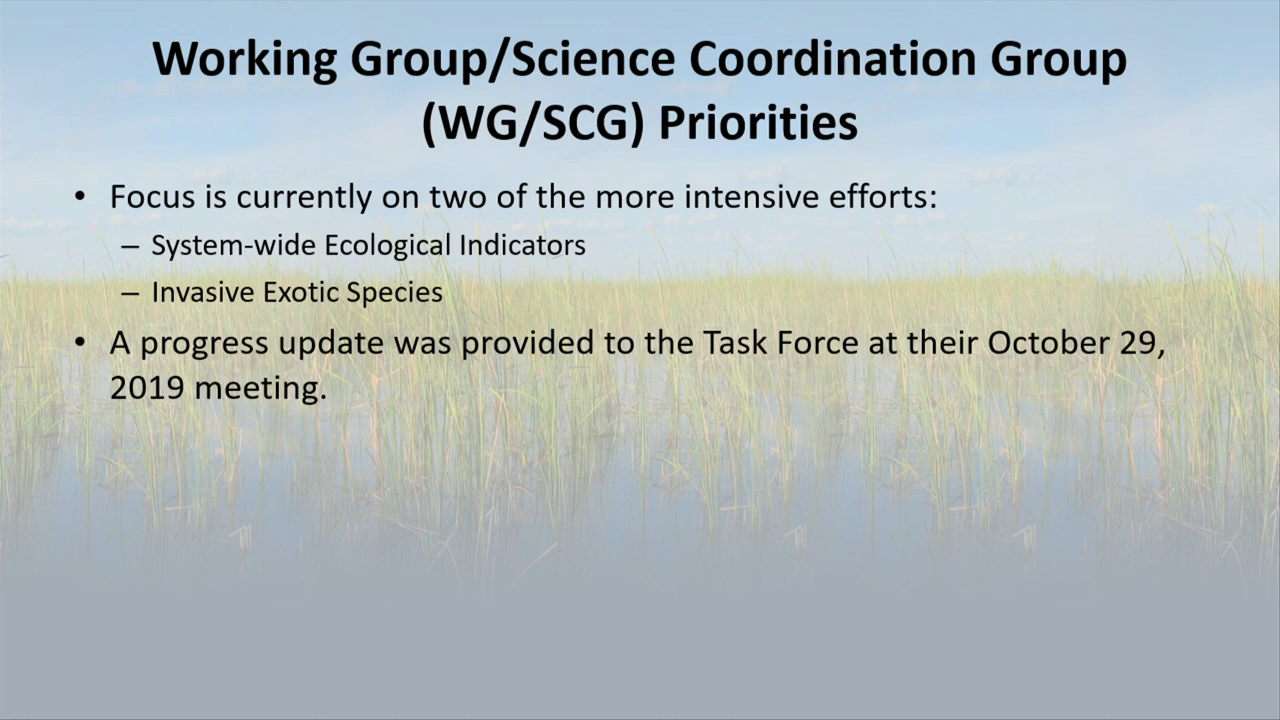 Working Group/Science Coordination Group
(WG/SCG) Priorities
• Focus is currently on two of the more intensive efforts:
– System-wide Ecological Indicators
– Invasive Exotic Species
• A progress update was provided to the Task Force at their October 29,
2019 meeting.